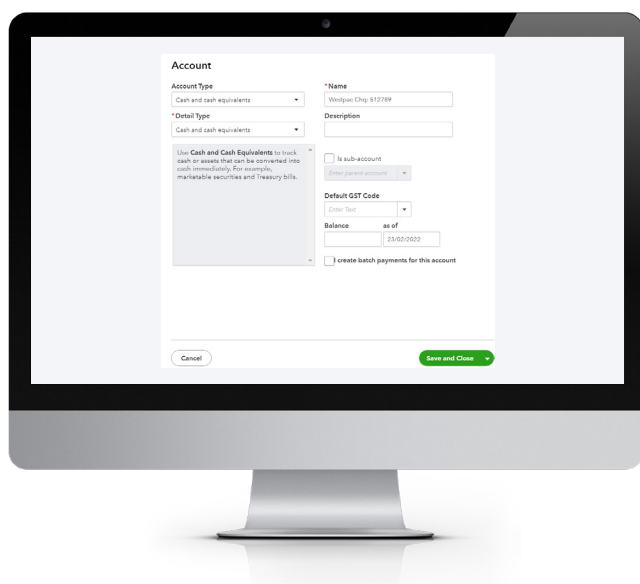 Account
Account Type
*Name
Cash and cash equivalents
Westpac Chq 512789
*Detail Type
Description
Cash and cash equivalents
Use Cash and Cash Equivalents to track
cash or assets that can be converted into
cash immediately. For example,
marketable securities and Treasury bills.
Is sub-account
Enter parent account
Default GST Code
Enter Text
Balance
as of
23/02/2022
I create batch payments for this account
Cancel
Save and Close